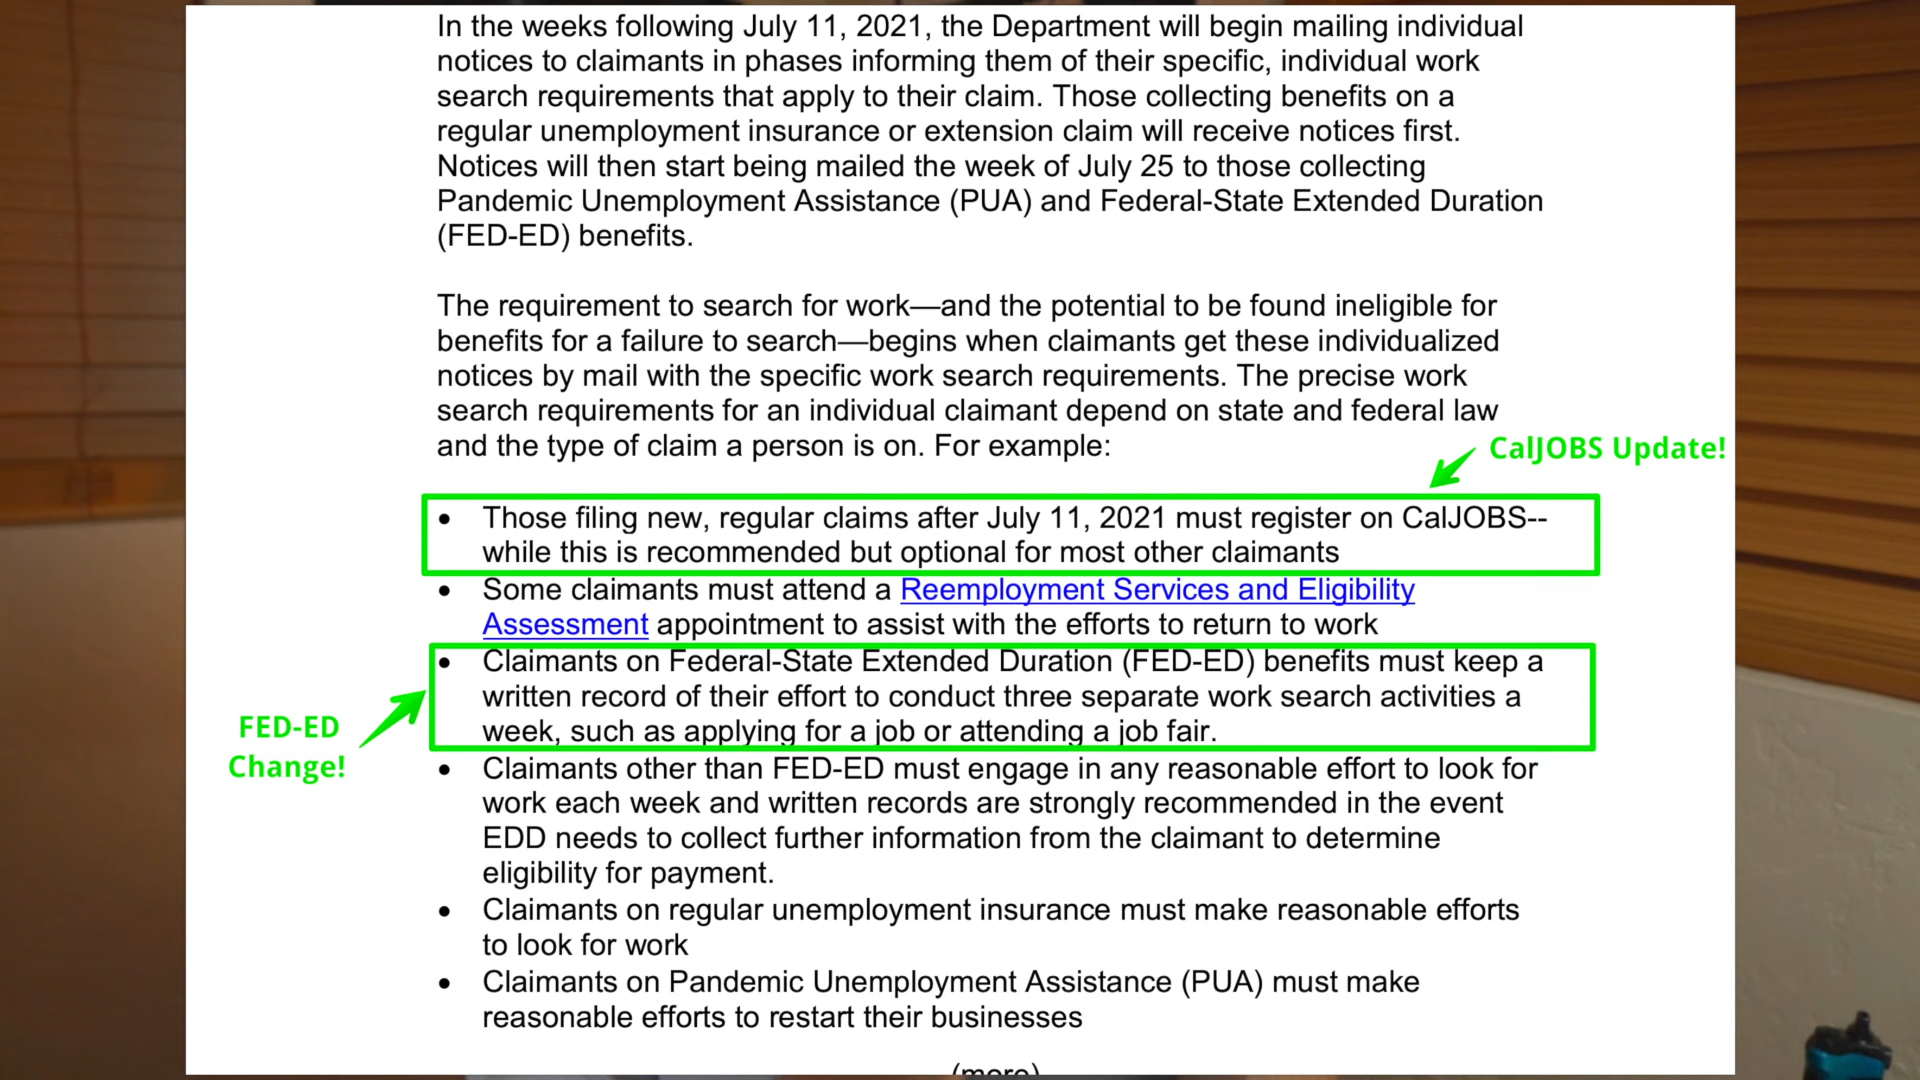 In the weeks following July 11, 2021, the Department will begin mailing individual
notices to claimants in phases informing them of their specific, individual work
search requirements that apply to their claim. Those collecting benefits on a
regular unemployment insurance or extension claim will receive notices first.
Notices will then start being mailed the week of July 25 to those collecting
Pandemic Unemployment Assistance (PUA) and Federal-State Extended Duration
(FED-ED) benefits.
The requirement to search for work—and the potential to be found ineligible for
benefits for a failure to search—begins when claimants get these individualized
notices by mail with the specific work search requirements. The precise work
search requirements for an individual claimant depend on state and federal law
and the type of claim a person is on. For example:
CalJOBS Update!
• Those filing new, regular claims after July 11, 2021 must register on CalJOBS--
while this is recommended but optional for most other claimants
• Some claimants must attend a Reemployment Services and Eligibility
Assessment appointment to assist with the efforts to return to work
• Claimants on Federal-State Extended Duration (FED-ED) benefits must keep a
written record of their effort to conduct three separate work search activities a
week, such as applying for a job or attending a job fair.
FED-ED
Change!
• Claimants other than FED-ED must engage in any reasonable effort to look for
work each week and written records are strongly recommended in the event
EDD needs to collect further information from the claimant to determine
eligibility for payment.
• Claimants on regular unemployment insurance must make reasonable efforts
to look for work
• Claimants on Pandemic Unemployment Assistance (PUA) must make
reasonable efforts to restart their businesses
(more)